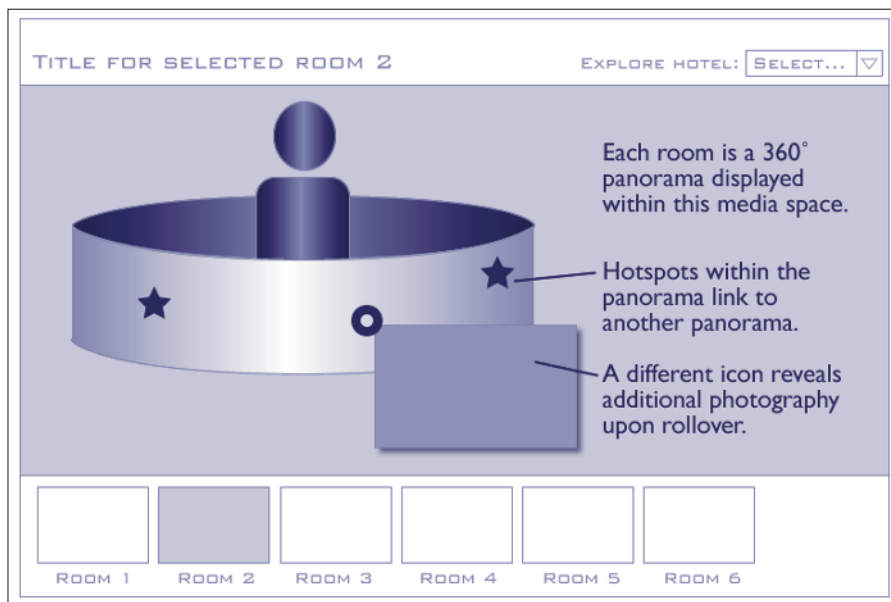 Title for selected room 2
Explore hotel: Select...
Each room is a 360° 
panorama displayed
within this media space.
Hotspots within the
panorama link to
another panorama.
A different icon reveals
additional photography
upon rollover.
Room 1 Room 2 Room 3 Room 4 Room 5 Room 6